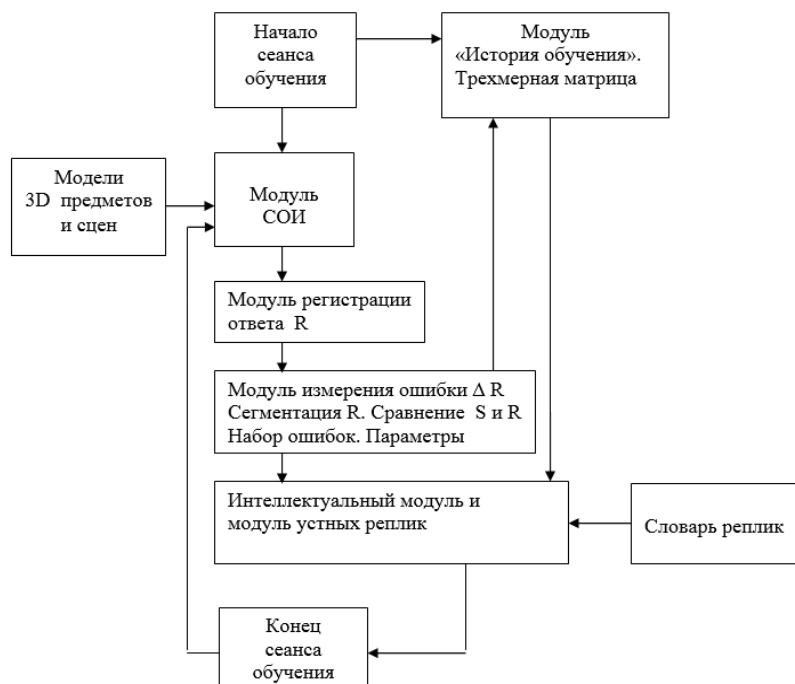 Начало
сеанса
обучения
Модуль
«История обучения».
Трехмерная матрица
Модели
3D предметов
и сцен
Модуль
СОИ
Модуль регистрации
ответа R
Модуль измерения ошибки Δ R
Сегментация R. Сравнение S и R
Набор ошибок. Параметры
Интеллектуальный модуль и
модуль устных реплик
Словарь реплик
Конец
сеанса
обучения